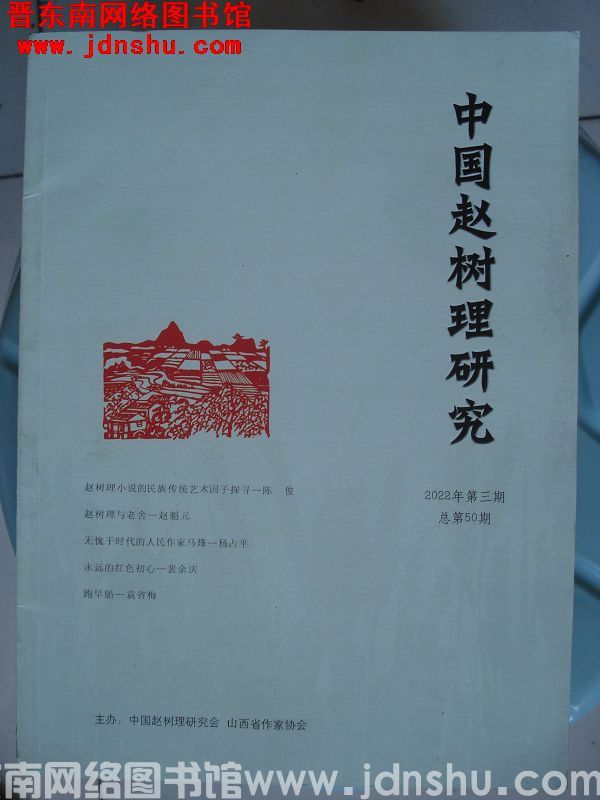 晋东南网络图书馆
www.jdnshu.com
中国赵树理研究
赵树理小说的民族传统艺术因子探寻—陈 俊
赵树理与老舍—赵魁元
无愧于时代的人民作家马烽—杨占平
永远的红色初心—裴余庆
跑旱船—袁省梅
2022年第三期
总第50期
主办：中国赵树理研究会 山西省作家协会
东南网络图书馆www.jdnshu.com